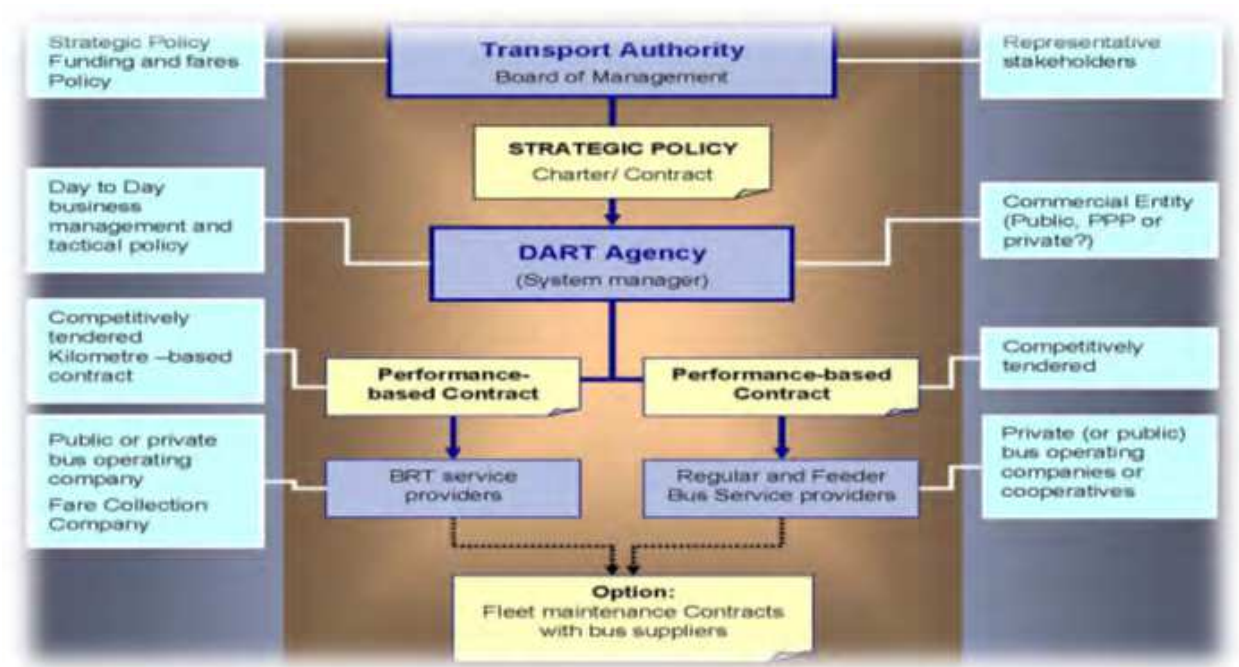 Strategic Policy
Funding and fares
Policy
Transport Authority
Board of Management
Representative
stakeholders
STRATEGIC POLICY
Charter/ Contract
Day to Day
business
management and
tactical policy
DART Agency
(System manager)
Commercial Entity
(Public, PPP or
private?)
Competitively
tendered
Kilometre –based
contract
Performance-
based Contract
Performance-based
Contract
Competitively
tendered
Public or private
bus operating
company
Fare Collection
Company
BRT service
providers
Regular and Feeder
Bus Service providers
Private (or public)
bus operating
companies or
cooperatives
Option:
Fleet maintenance Contracts
with bus suppliers